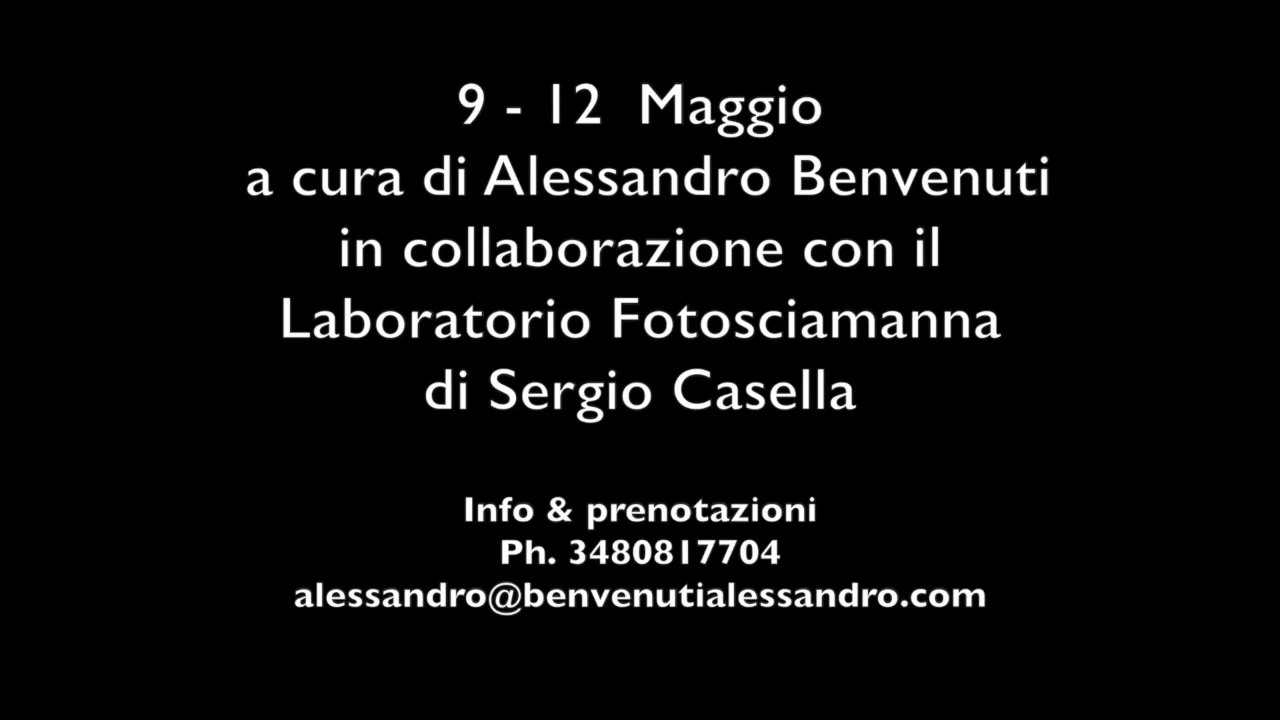 9 - 12  Maggio
a cura di Alessandro Benvenuti
in collaborazione con il
Laboratorio Fotosciamanna
di Sergio Casella
Info & prenotazioni
Ph. 3480817704
alessandro@benvenutialessandro.com